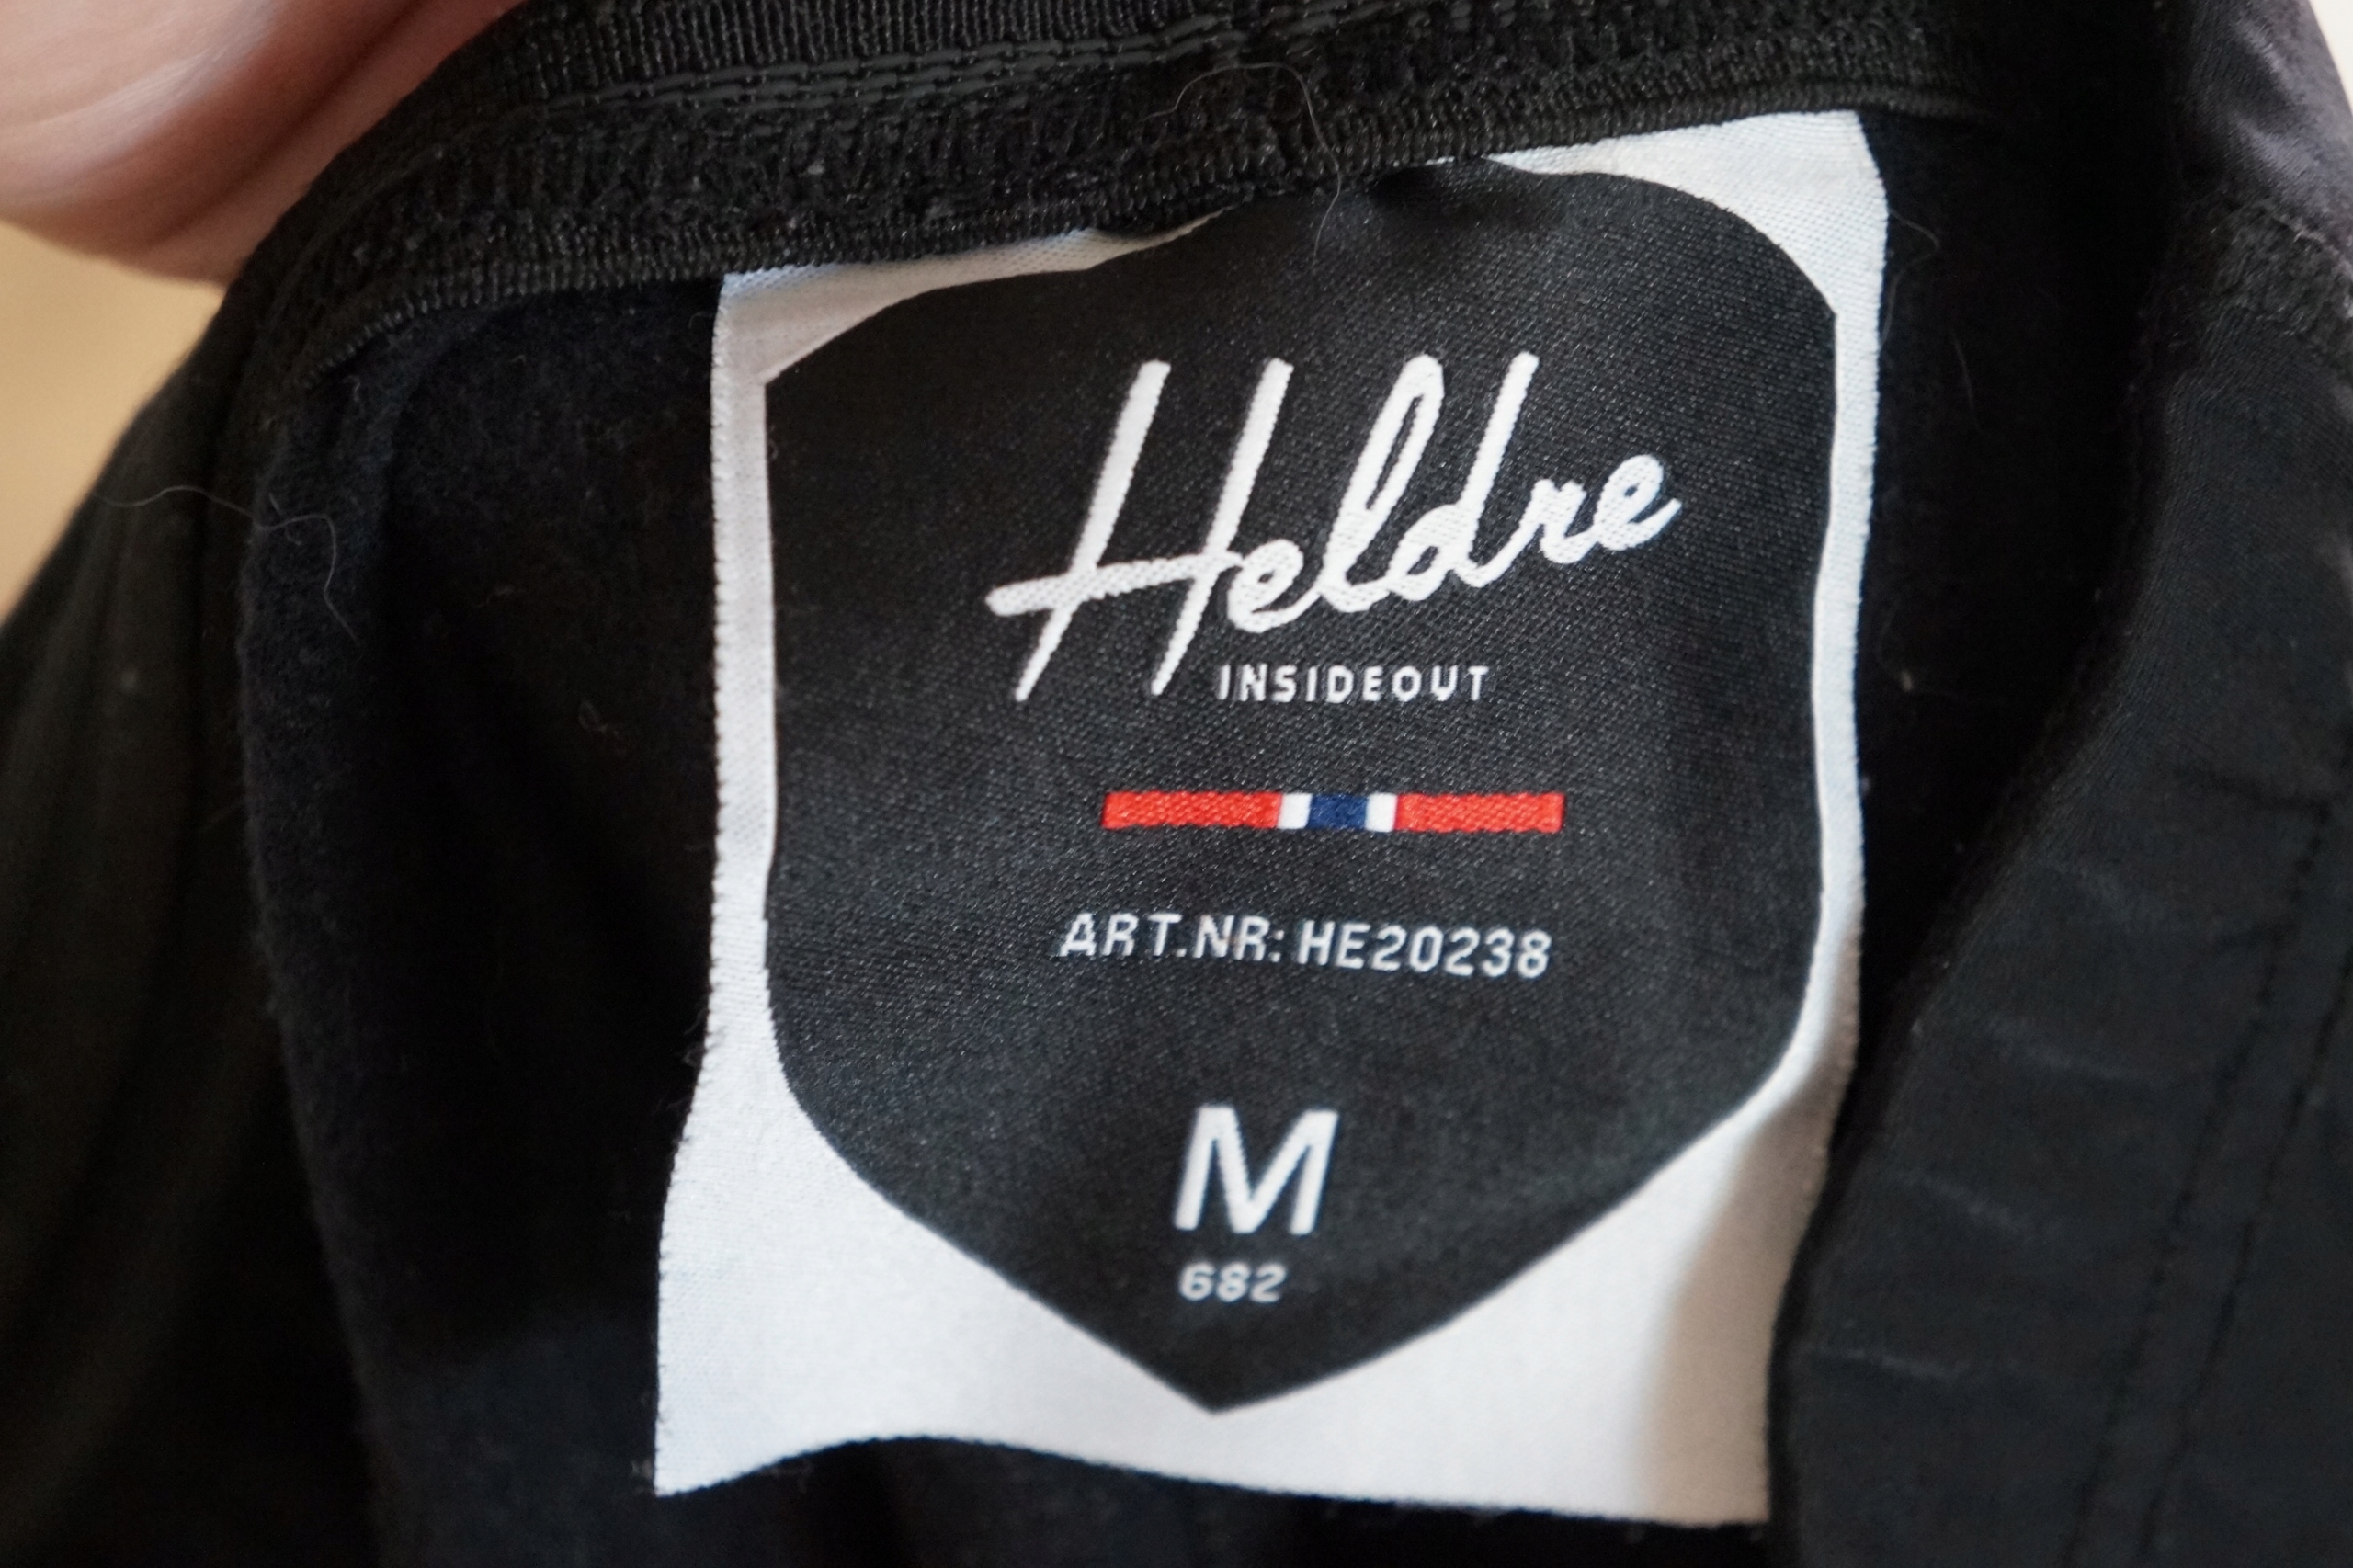 Heldre
INSIDEOUT
ART.NR: HE20238
M
682